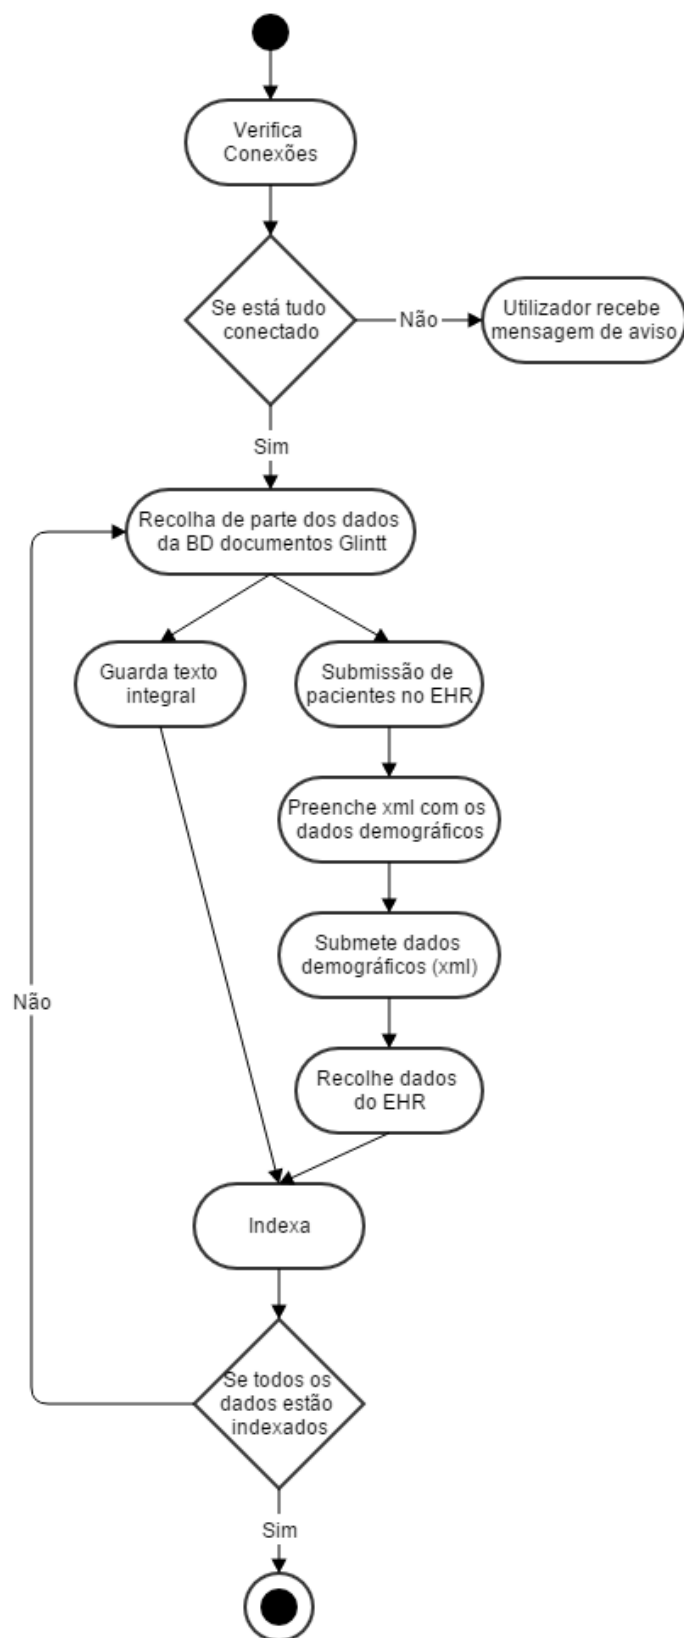 Verifica
Conexões
Se está tudo
conectado
Não
Utilizador recebe
mensagem de aviso
Sim
Recolha de parte dos dados
da BD documentos Glintt
Guarda texto
integral
Submissão de
pacientes no EHR
Preenche xml com os
dados demográficos
Submete dados
demográficos (xml)
Não
Recolhe dados
do EHR
Indexa
Se todos os
dados estão
indexados
Sim